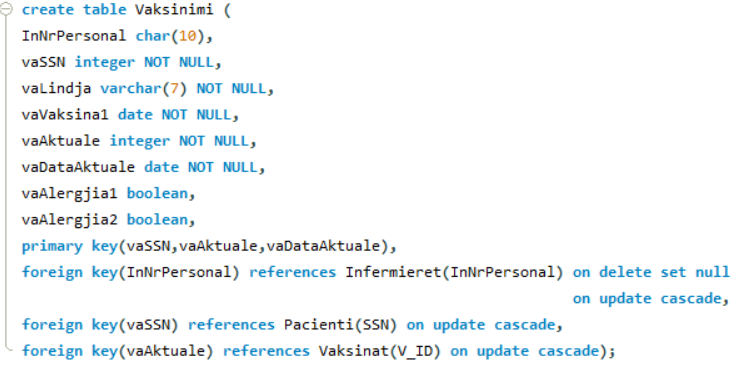 create table Vaksinimi (
InNrPersonal char(10),
vaSSN integer NOT NULL,
vaLindja varchar(7) NOT NULL,
vaVaksina1 date NOT NULL,
vaAktuale integer NOT NULL,
vaDataAktuale date NOT NULL,
vaAlergjia1 boolean,
vaAlergjia2 boolean,
primary key(vaSSN,vaAktuale,vaDataAktuale),
foreign key(InNrPersonal) references Infermieret(InNrPersonal) on delete set null
on update cascade,
foreign key(vaSSN) references Pacienti(SSN) on update cascade,
foreign key(vaAktuale) references Vaksinat(V_ID) on update cascade);